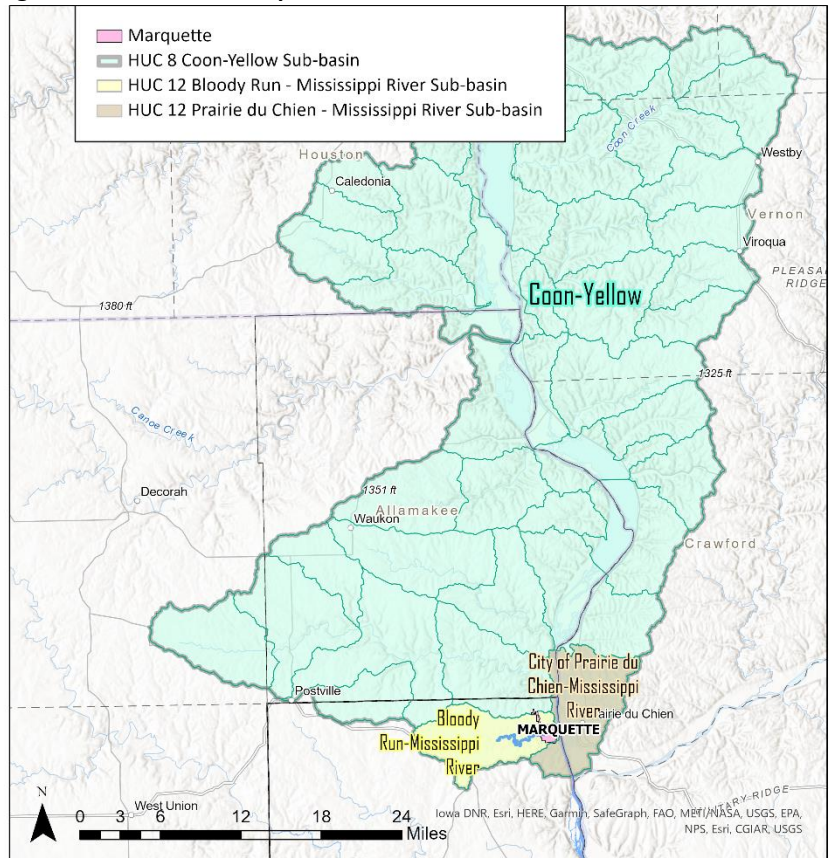 Marquette
HUC 8 Coon-Yellow Sub-basin
HUC 12 Bloody Run - Mississippi River Sub-basin
HUC 12 Prairie du Chien - Mississippi River Sub-basin
Coon Creek
Houston
Westby
Caledonia
Vernon
Viroqua
PLEASAN
RIDGE
Coon-Yellow
1380 ft
1325 ft
Canoe Creek
Decorah
1351 ft
Allamakee
Waukon
Crawford
City of Prairie du
Chien-Mississippi
River
Postville
rairie du Chien
Bloody
Run-Mississippi
River
MARQUETTE
N
West Union
0 3 6 12 18 24
Miles
Iowa DNR, Esri, HERE, Garmin, SafeGraph, FAO, METI/NASA, USGS, EPA,
NPS, Esri, CGIAR, USGS
RIDGE